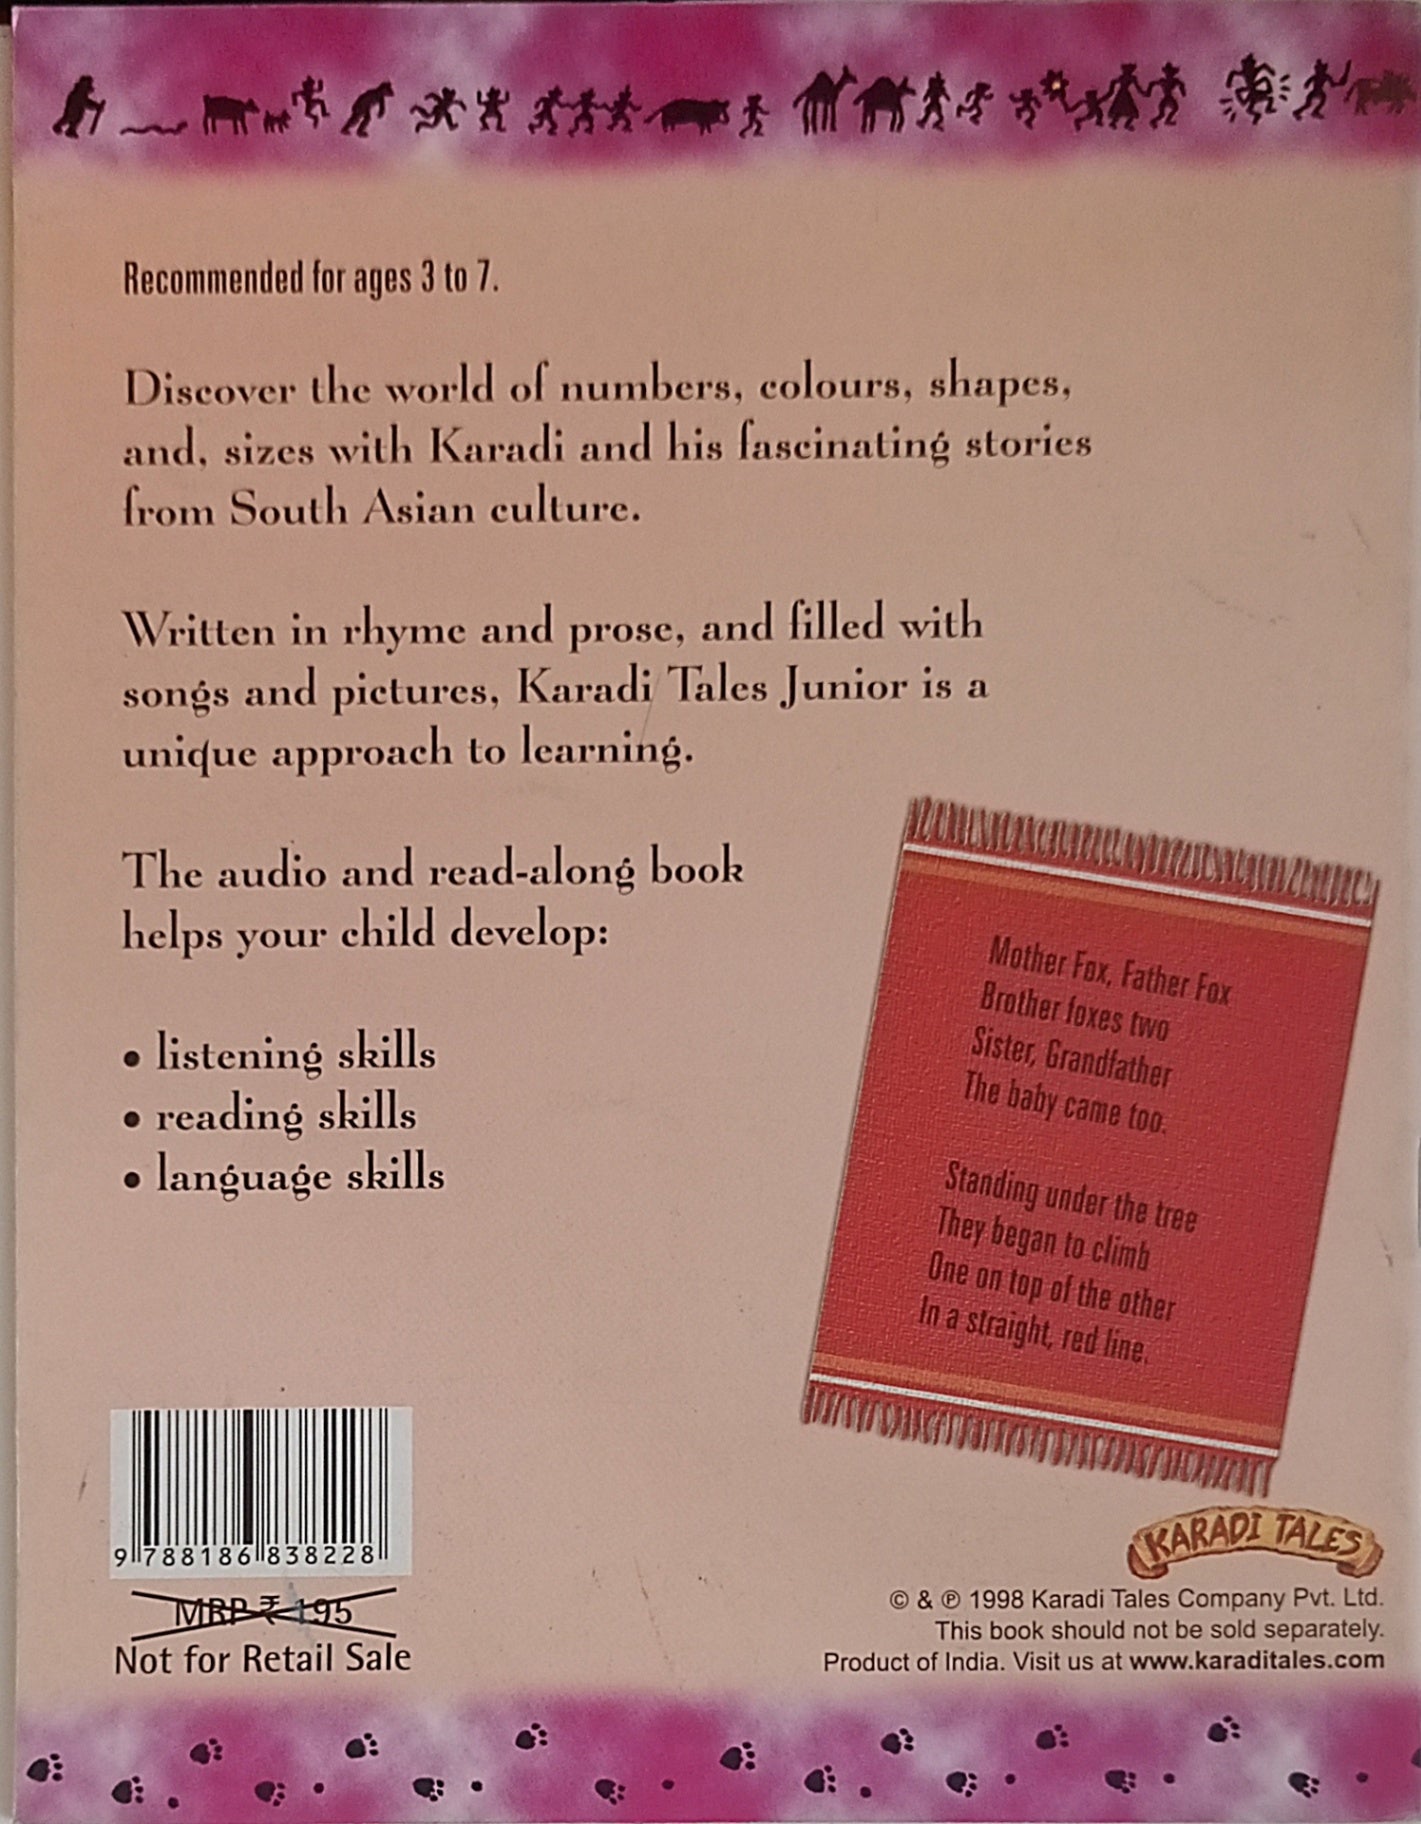 Recommended for ages 3 to 7.
Discover the world of numbers, colours, shapes,
and, sizes with Karadi and his fascinating stories
from South Asian culture.
Written in rhyme and prose, and filled with
songs and pictures, Karadi Tales Junior is a
unique approach to learning.
The audio and read-along book
helps your child develop:
• listening skills
• reading skills
• language skills
Mother Fox, Father Fox
Brother foxes two
Sister, Grandfather
The baby came too.
Standing under the tree
They began to climb
One on top of the other
In a straight, red line.
9 788186 838228
MRP ₹ 195
Not for Retail Sale
KARADI TALES
© & ℗ 1998 Karadi Tales Company Pvt. Ltd.
This book should not be sold separately.
Product of India. Visit us at www.karaditales.com